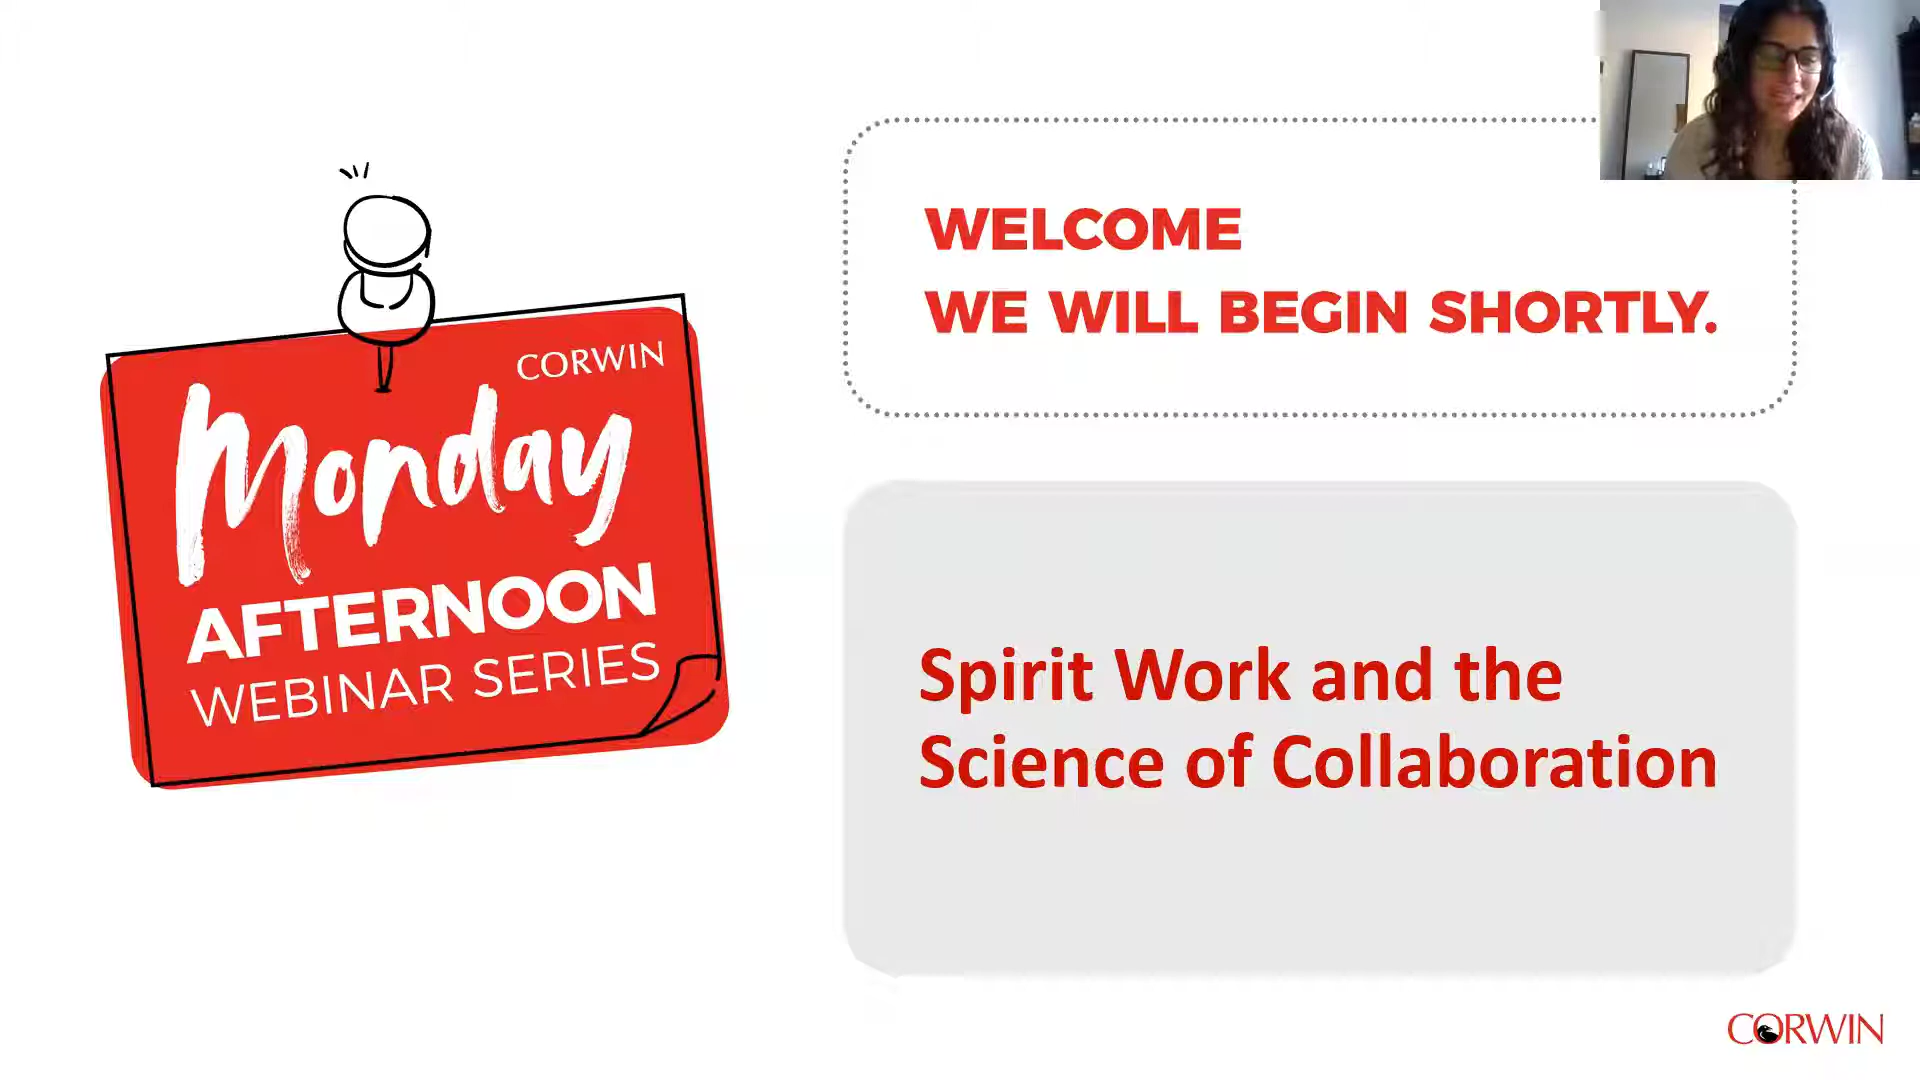 CORWIN
Monday
AFTERNOON
WEBINAR SERIES
WELCOME
WE WILL BEGIN SHORTLY.
Spirit Work and the
Science of Collaboration
CORWIN